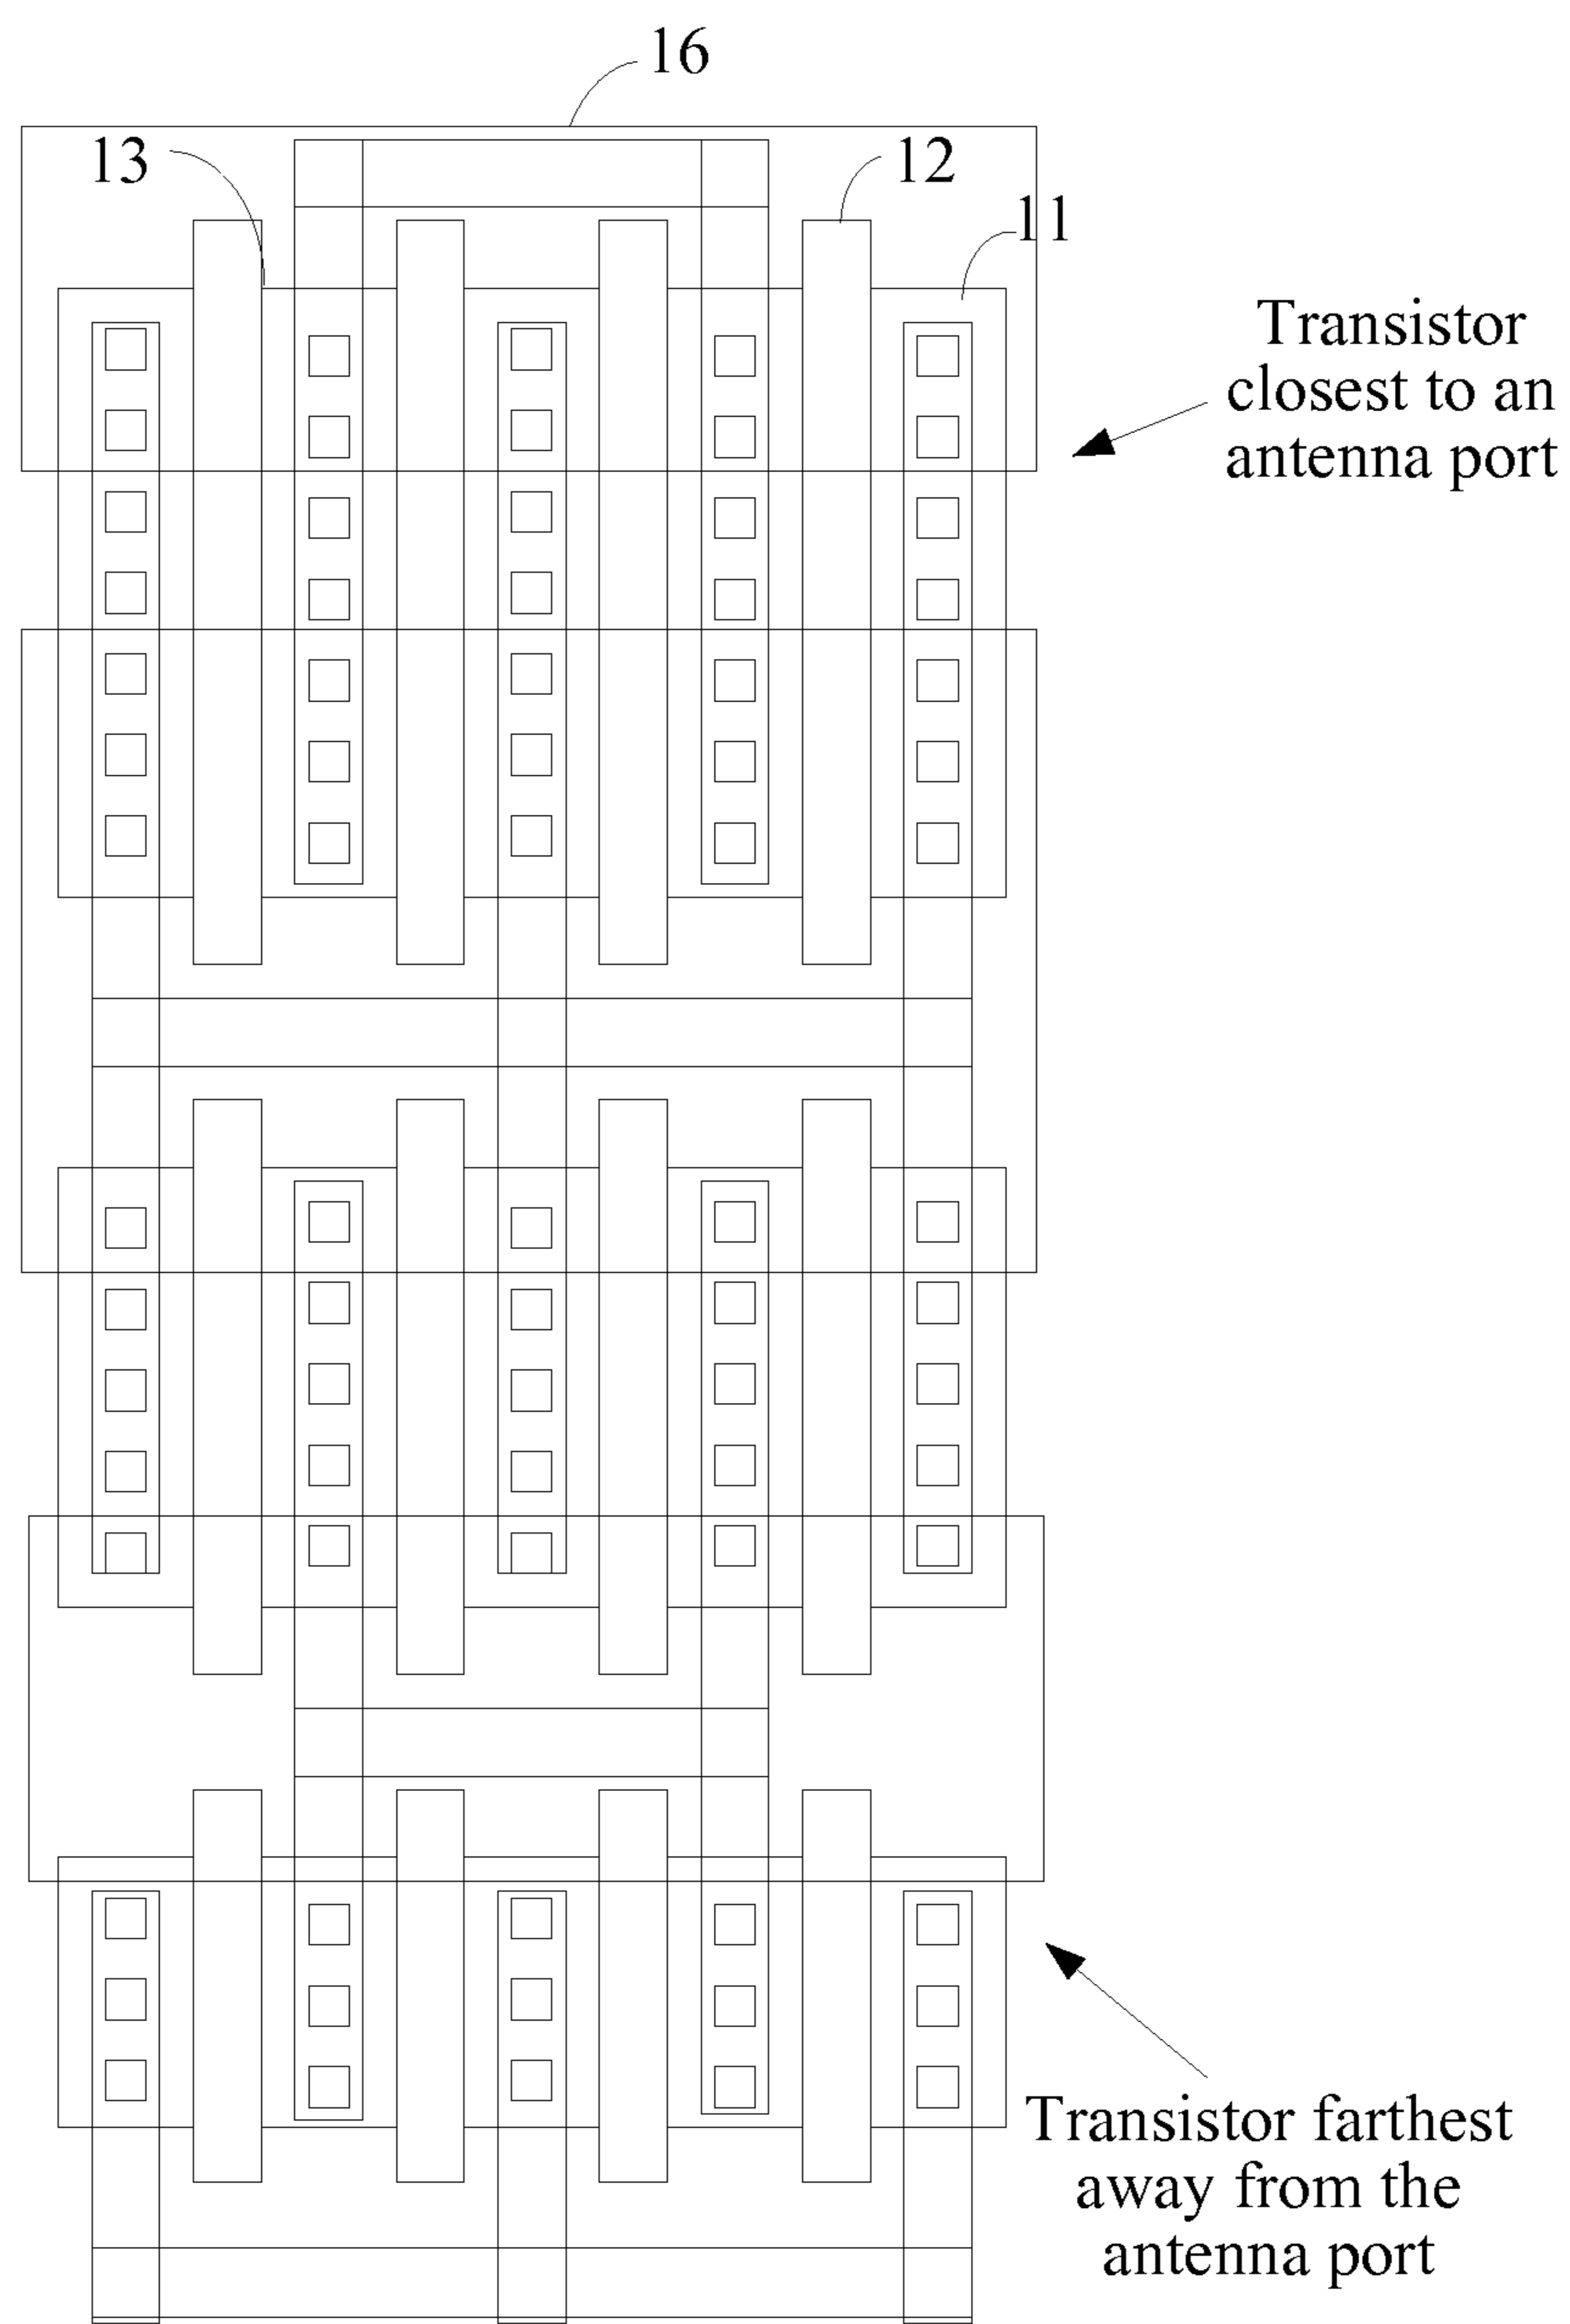 16
13
12
11
Transistor
closest to an
antenna port
Transistor farthest
away from the
antenna port